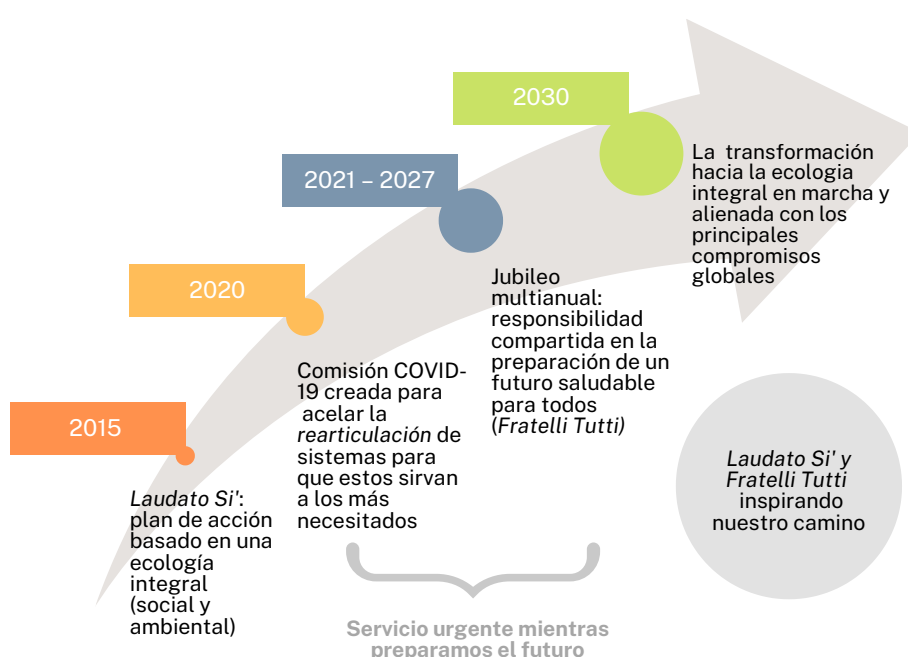 2015
Laudato Si':
plan de acción
basado en una
ecología
integral
(social y
ambiental)
2020
Comisión COVID-
19 creada para
acelar la
rearticulación de
sistemas para
que estos sirvan
a los más
necesitados
2021 – 2027
Jubileo
multianual:
responsibilidad
compartida en la
preparación de un
futuro saludable
para todos
(Fratelli Tutti)
2030
La transformación
hacia la ecologia
integral en marcha y
alienada con los
principales
compromisos
globales
Laudato Si' y
Fratelli Tutti
inspirando
nuestro camino
Servicio urgente mientras
preparamos el futuro